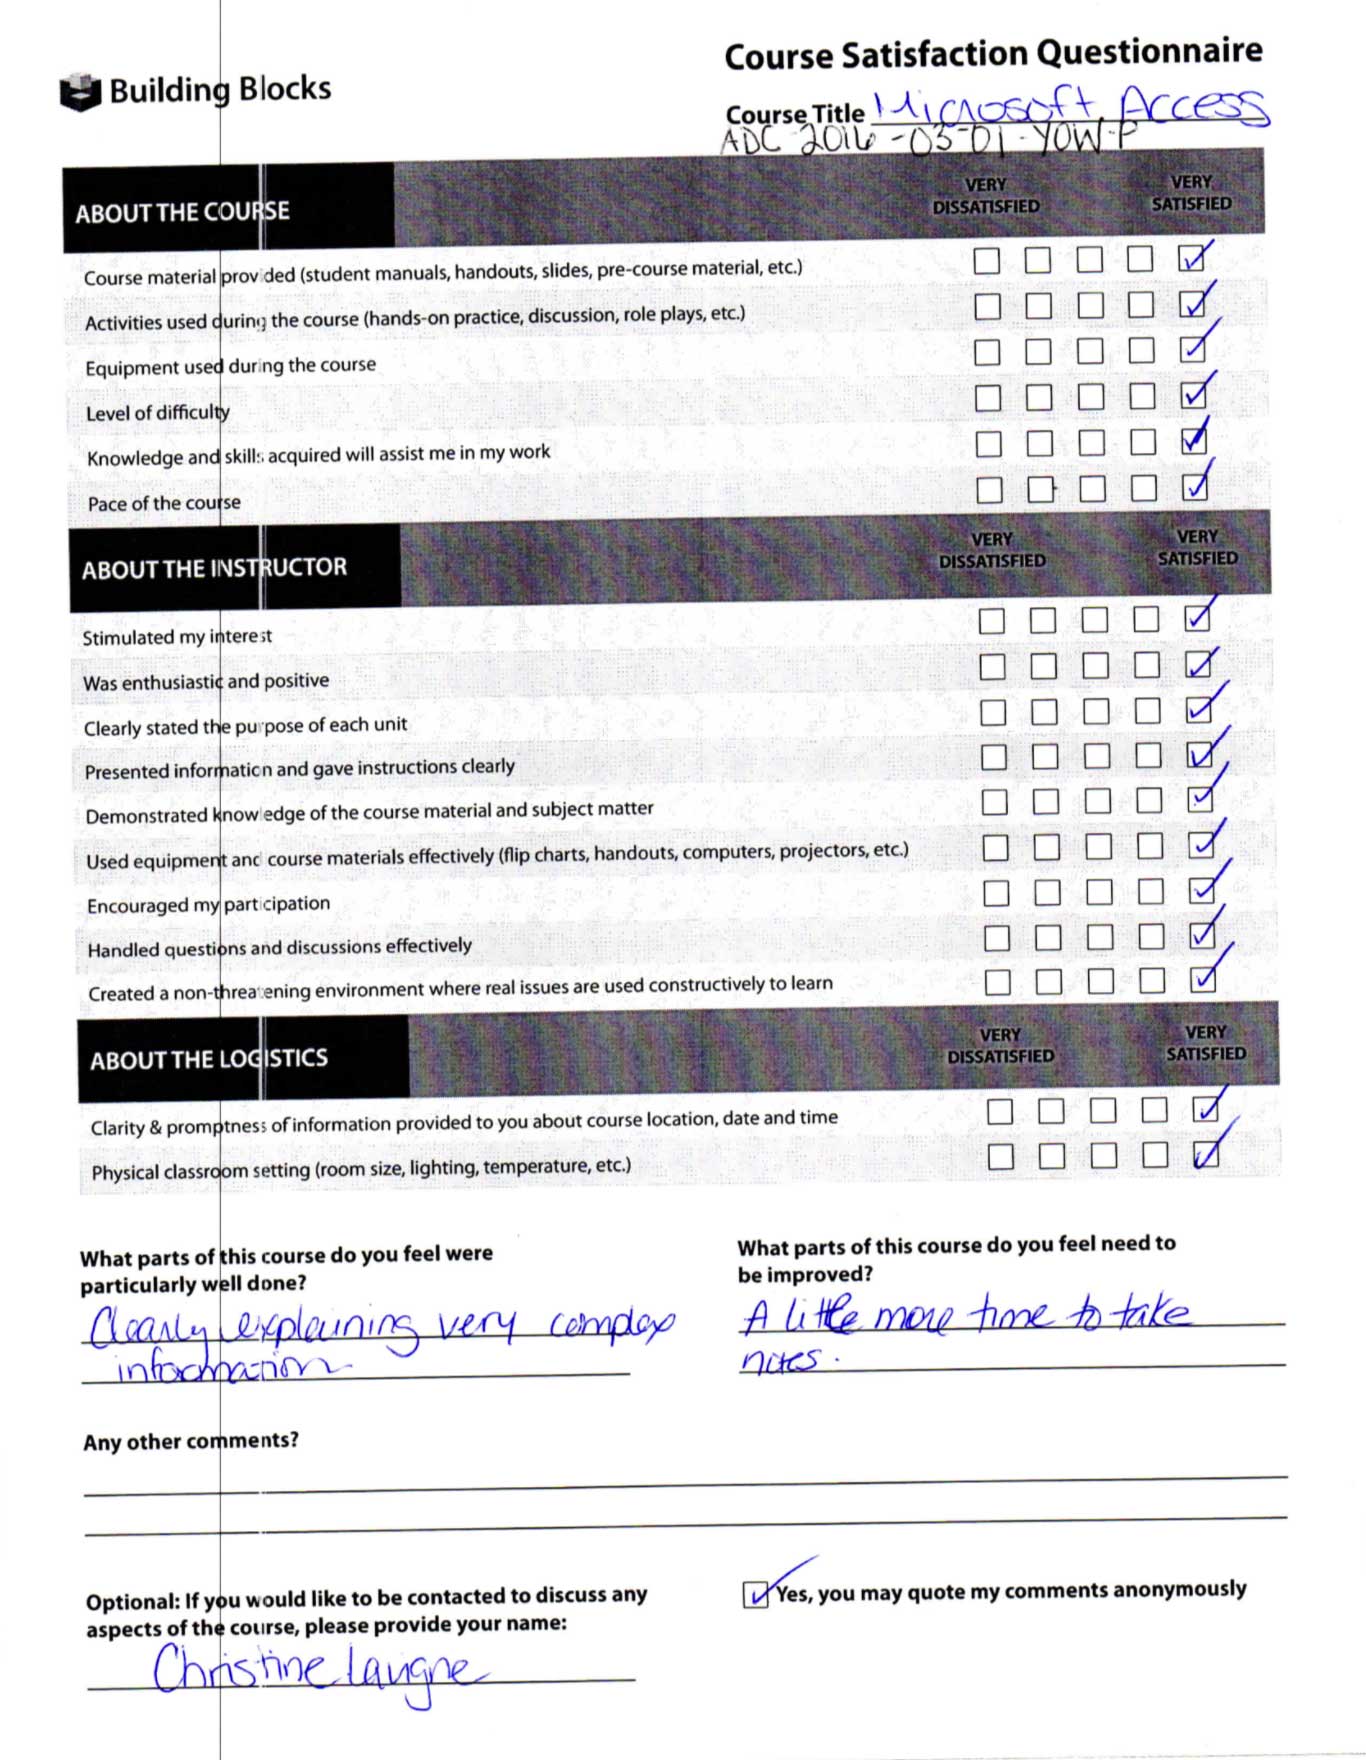 Building Blocks
Course Satisfaction Questionnaire
Course Title Microsoft Access
ADC-2016-03-01-YOW-P
ABOUT THE COURSE
VERY DISSATISFIED
VERY SATISFIED
Course material provided (student manuals, handouts, slides, pre-course material, etc.)
Activities used during the course (hands-on practice, discussion, role plays, etc.)
Equipment used during the course
Level of difficulty
Knowledge and skills acquired will assist me in my work
Pace of the course
ABOUT THE INSTRUCTOR
VERY DISSATISFIED
VERY SATISFIED
Stimulated my interest
Was enthusiastic and positive
Clearly stated the purpose of each unit
Presented information and gave instructions clearly
Demonstrated knowledge of the course material and subject matter
Used equipment and course materials effectively (flip charts, handouts, computers, projectors, etc.)
Encouraged my participation
Handled questions and discussions effectively
Created a non-threatening environment where real issues are used constructively to learn
ABOUT THE LOGISTICS
VERY DISSATISFIED
VERY SATISFIED
Clarity & promptness of information provided to you about course location, date and time
Physical classroom setting (room size, lighting, temperature, etc.)
What parts of this course do you feel were
particularly well done?
Clearly explaining very complex
information
What parts of this course do you feel need to
be improved?
A little more time to take
notes.
Any other comments?
Optional: If you would like to be contacted to discuss any
aspects of the course, please provide your name:
Christine Lavigne
Yes, you may quote my comments anonymously